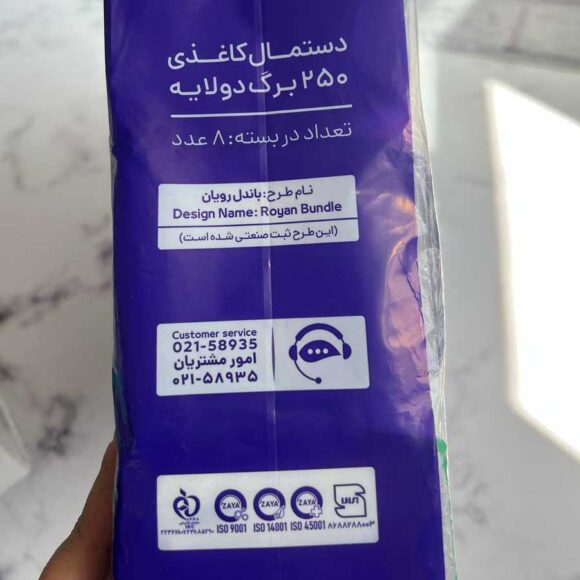 دستمال کاغذی
۲۵۰ برگ دولایه
تعداد در بسته: ۸ عدد
نام طرح: باندل رویان
Design Name: Royan Bundle
(این طرح ثبت صنعتی شده است)
Customer service
021-58935
امور مشتریان
۰۲۱-۵۸۹۳۵
ZAYA ZAYA ZAYA
ISO 9001 ISO 14001 ISO 45001 ۸۶۸۸۲۸۸۰۰۳